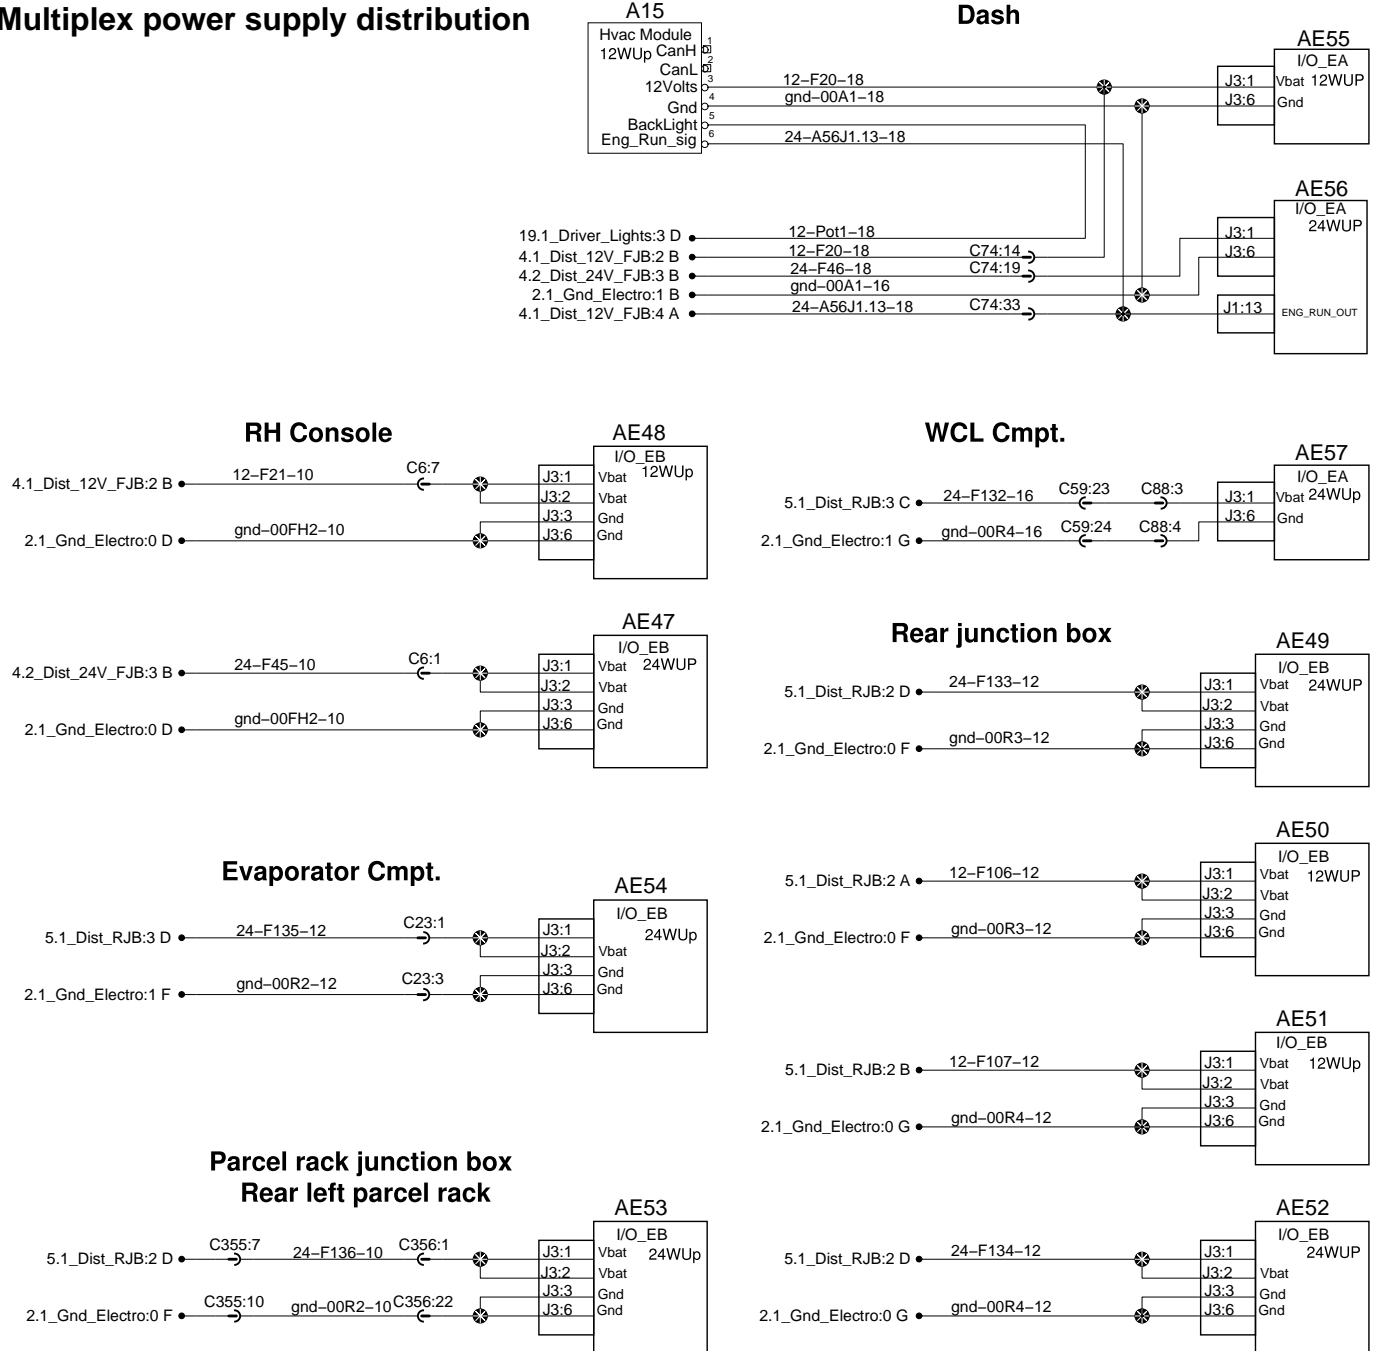 Multiplex power supply distribution
A15
Dash
Hvac Module
12WUp CanH 1
CanL 2
12Volts 3
Gnd 4
BackLight 5
Eng_Run_sig 6
12–F20–18
gnd–00A1–18
24–A56J1.13–18
AE55
I/O_EA
J3:1 Vbat 12WUP
J3:6 Gnd
AE56
I/O_EA
24WUP
J3:1
J3:6
J1:13 ENG_RUN_OUT
19.1_Driver_Lights:3 D 12–Pot1–18
4.1_Dist_12V_FJB:2 B 12–F20–18 C74:14
4.2_Dist_24V_FJB:3 B 24–F46–18 C74:19
2.1_Gnd_Electro:1 B gnd–00A1–16
4.1_Dist_12V_FJB:4 A 24–A56J1.13–18 C74:33
RH Console
AE48
I/O_EB
12WUp
4.1_Dist_12V_FJB:2 B 12–F21–10 C6:7 J3:1 Vbat
J3:2 Vbat
J3:3 Gnd
2.1_Gnd_Electro:0 D gnd–00FH2–10 J3:6 Gnd
WCL Cmpt.
AE57
I/O_EA
24WUp
5.1_Dist_RJB:3 C 24–F132–16 C59:23 C88:3 J3:1 Vbat
J3:6 Gnd
2.1_Gnd_Electro:1 G gnd–00R4–16 C59:24 C88:4
AE47
I/O_EB
24WUP
4.2_Dist_24V_FJB:3 B 24–F45–10 C6:1 J3:1 Vbat
J3:2 Vbat
J3:3 Gnd
2.1_Gnd_Electro:0 D gnd–00FH2–10 J3:6 Gnd
Rear junction box
AE49
I/O_EB
24WUP
5.1_Dist_RJB:2 D 24–F133–12 J3:1 Vbat
J3:2 Vbat
J3:3 Gnd
2.1_Gnd_Electro:0 F gnd–00R3–12 J3:6 Gnd
AE50
I/O_EB
12WUP
5.1_Dist_RJB:2 A 12–F106–12 J3:1 Vbat
J3:2 Vbat
J3:3 Gnd
2.1_Gnd_Electro:0 F gnd–00R3–12 J3:6 Gnd
Evaporator Cmpt.
AE54
I/O_EB
24WUp
5.1_Dist_RJB:3 D 24–F135–12 C23:1 J3:1
J3:2 Vbat
J3:3 Gnd
2.1_Gnd_Electro:1 F gnd–00R2–12 C23:3 J3:6 Gnd
AE51
I/O_EB
12WUp
5.1_Dist_RJB:2 B 12–F107–12 J3:1 Vbat
J3:2 Vbat
J3:3 Gnd
2.1_Gnd_Electro:0 G gnd–00R4–12 J3:6 Gnd
Parcel rack junction box
Rear left parcel rack
AE53
I/O_EB
24WUp
5.1_Dist_RJB:2 D C355:7 24–F136–10 C356:1 J3:1 Vbat
J3:2 Vbat
J3:3 Gnd
2.1_Gnd_Electro:0 F C355:10 gnd–00R2–10 C356:22 J3:6 Gnd
AE52
I/O_EB
24WUP
5.1_Dist_RJB:2 D 24–F134–12 J3:1
J3:2 Vbat
J3:3 Gnd
2.1_Gnd_Electro:0 G gnd–00R4–12 J3:6 Gnd